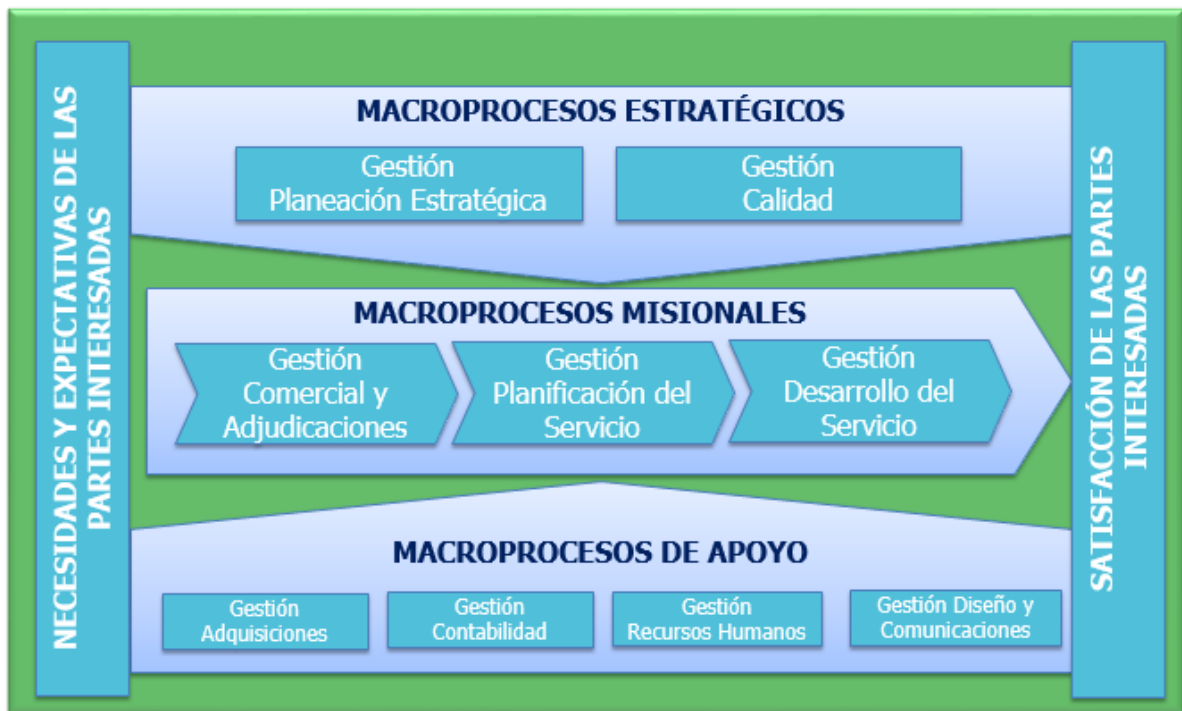 NECESIDADES Y EXPECTATIVAS DE LAS
PARTES INTERESADAS
MACROPROCESOS ESTRATÉGICOS
Gestión
Planeación Estratégica
Gestión
Calidad
MACROPROCESOS MISIONALES
Gestión
Comercial y
Adjudicaciones
Gestión
Planificación del
Servicio
Gestión
Desarrollo del
Servicio
MACROPROCESOS DE APOYO
Gestión
Adquisiciones
Gestión
Contabilidad
Gestión
Recursos Humanos
Gestión Diseño y
Comunicaciones
SATISFACCIÓN DE LAS PARTES
INTERESADAS